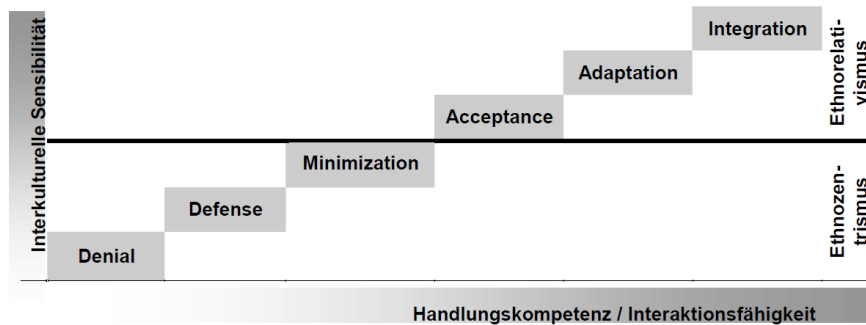 Interkulturelle Sensibilität
Integration
Adaptation
Acceptance
Minimization
Defense
Denial
Ethnorelati-
vismus
Ethnozen-
trismus
Handlungskompetenz / Interaktionsfähigkeit